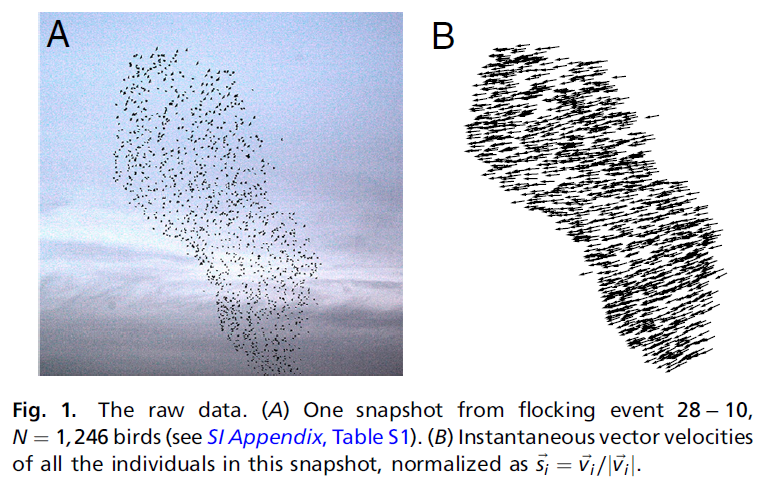 A
B
Fig. 1. The raw data. (A) One snapshot from flocking event 28 – 10,
N = 1,246 birds (see SI Appendix, Table S1). (B) Instantaneous vector velocities
of all the individuals in this snapshot, normalized as s⃗ᵢ = v⃗ᵢ/|v⃗ᵢ|.